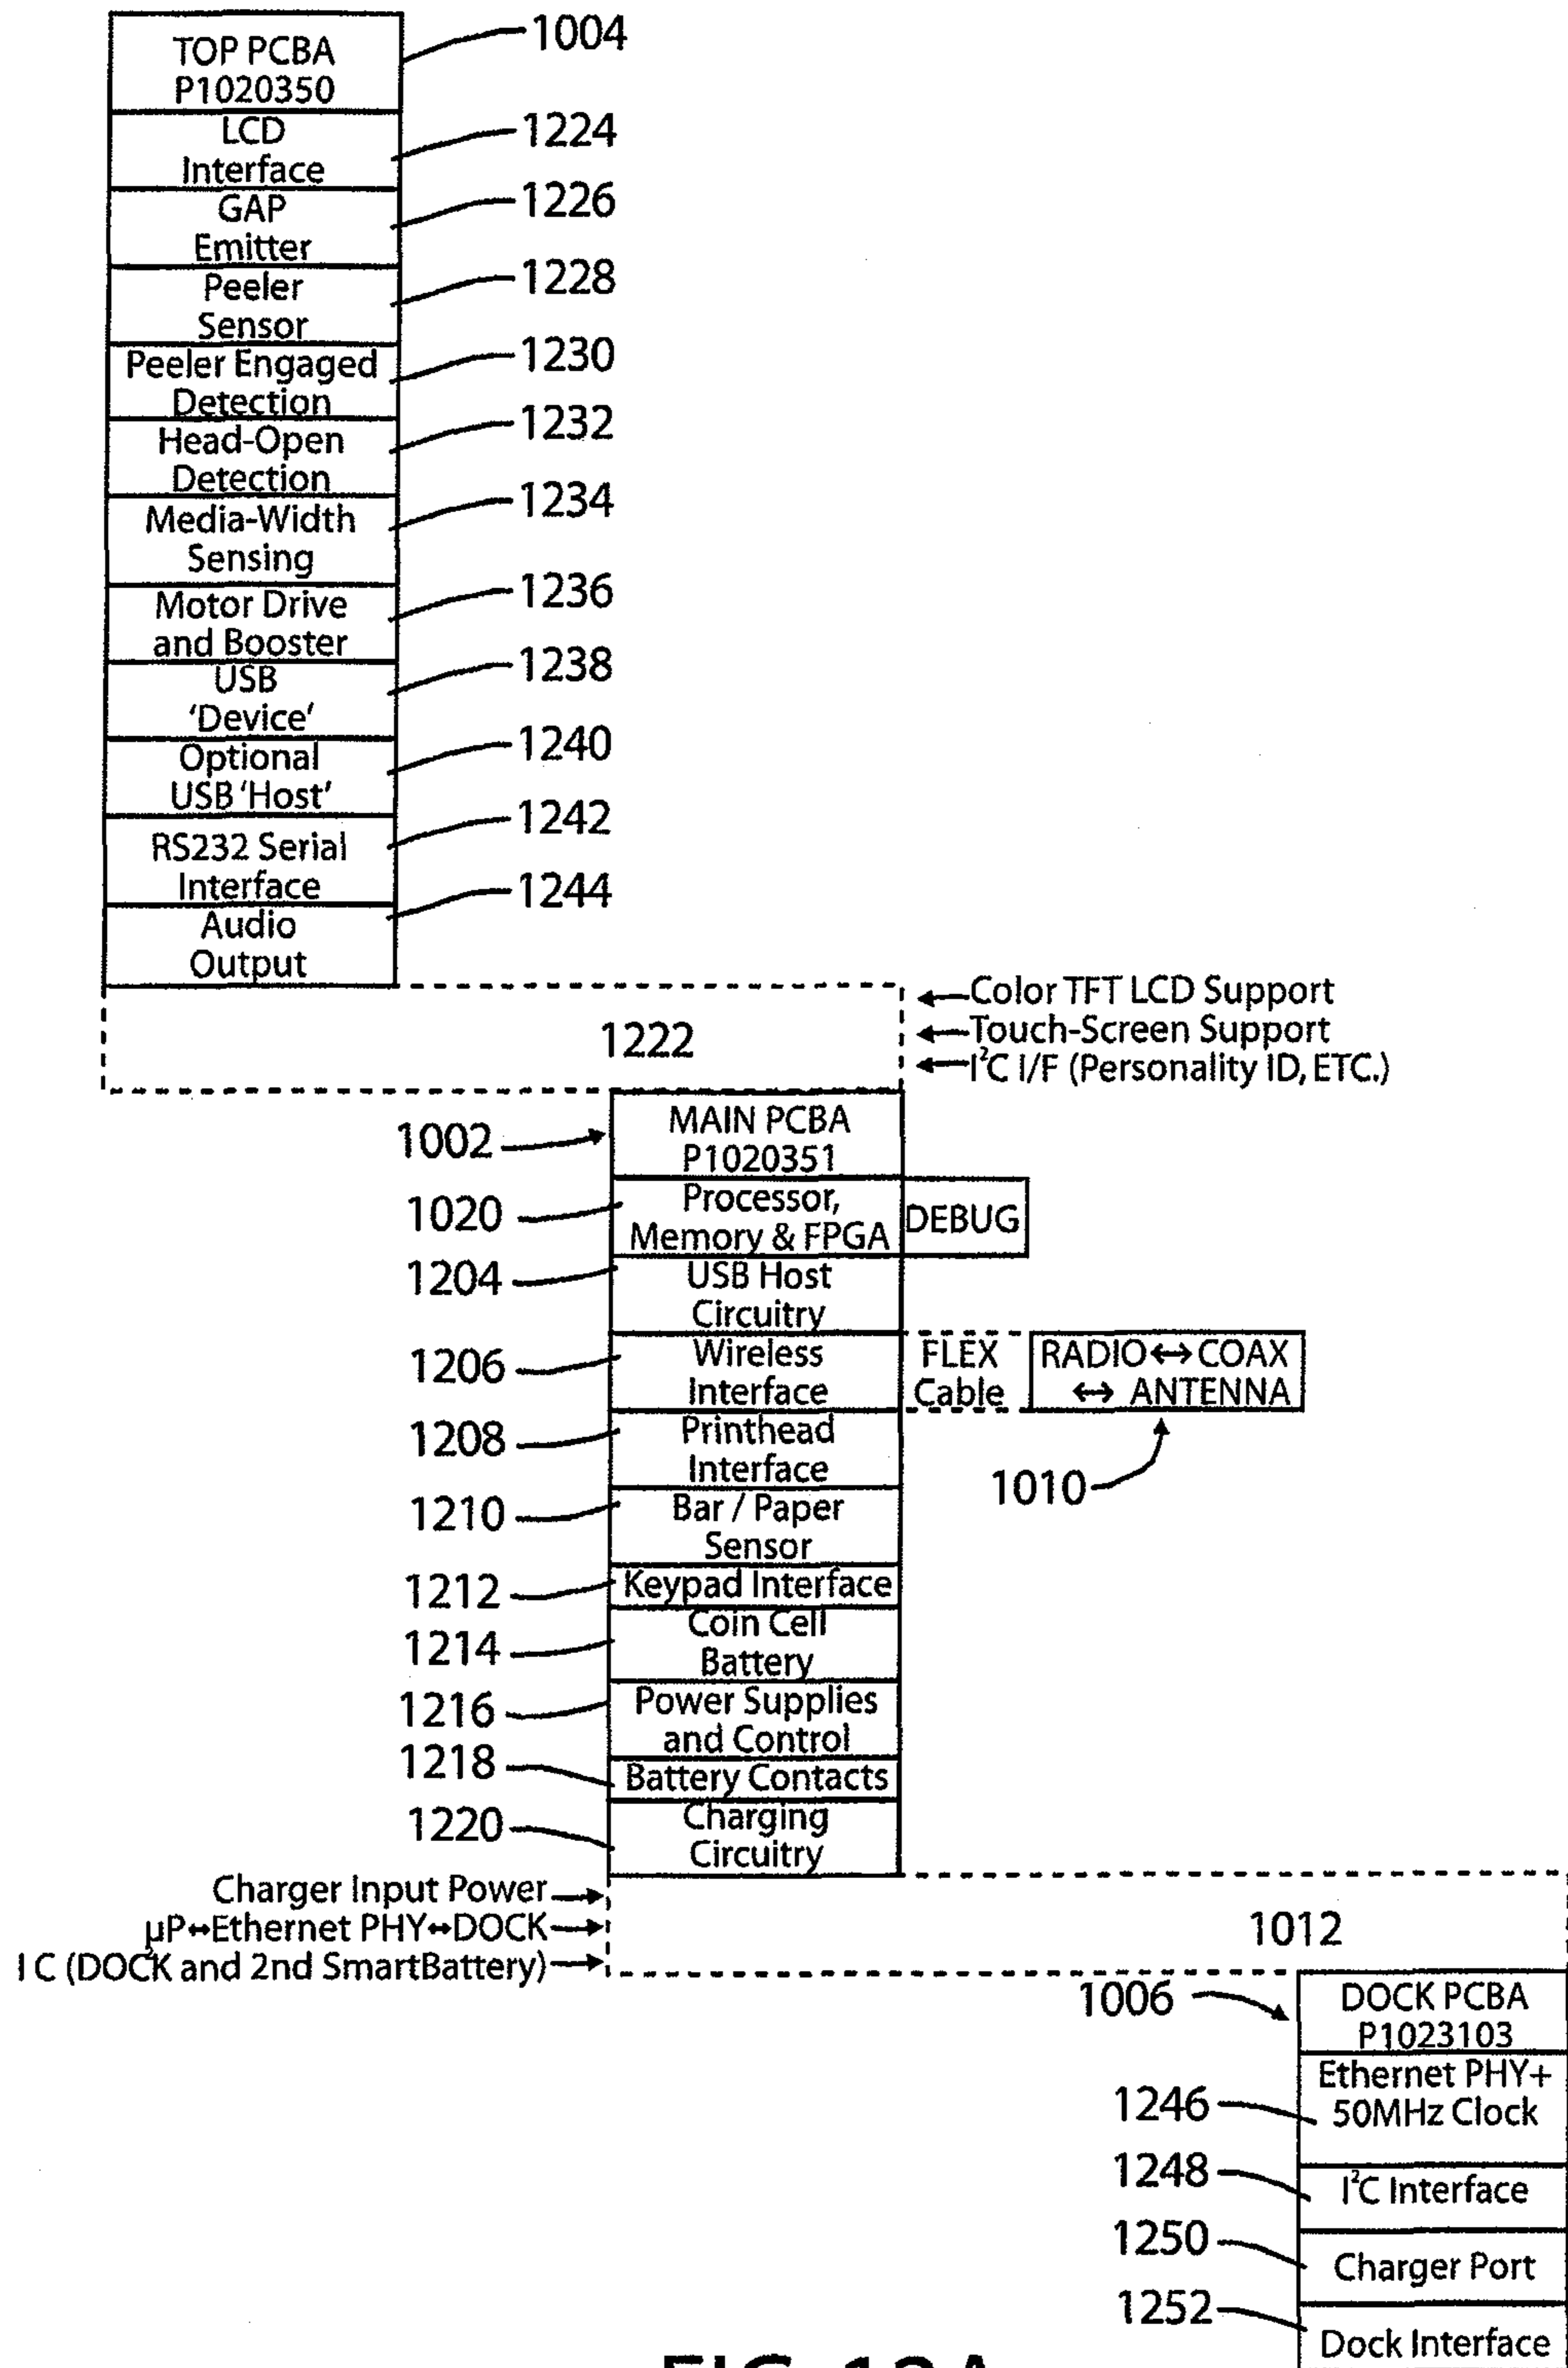 TOP PCBA
P1020350
1004
LCD
Interface
1224
GAP
Emitter
1226
Peeler
Sensor
1228
Peeler Engaged
Detection
1230
Head-Open
Detection
1232
Media-Width
Sensing
1234
Motor Drive
and Booster
1236
USB
‘Device’
1238
Optional
USB ‘Host’
1240
RS232 Serial
Interface
1242
Audio
Output
1244
1222
Color TFT LCD Support
Touch-Screen Support
I²C I/F (Personality ID, ETC.)
1002
MAIN PCBA
P1020351
1020
Processor,
Memory & FPGA
DEBUG
1204
USB Host
Circuitry
1206
Wireless
Interface
FLEX
Cable
RADIO↔COAX
↔ ANTENNA
1010
1208
Printhead
Interface
1210
Bar / Paper
Sensor
1212
Keypad Interface
1214
Coin Cell
Battery
1216
Power Supplies
and Control
1218
Battery Contacts
1220
Charging
Circuitry
Charger Input Power
µP↔Ethernet PHY↔DOCK
I²C (DOCK and 2nd SmartBattery)
1012
1006
DOCK PCBA
P1023103
1246
Ethernet PHY+
50MHz Clock
1248
I²C Interface
1250
Charger Port
1252
Dock Interface